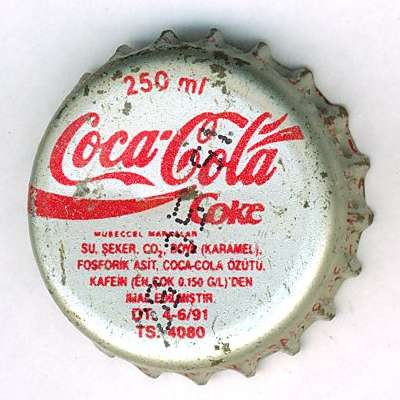 250 ml
Coca-Cola
Coke
MÜSECCEL MARKALAR
SU, ŞEKER, CO₂, BOYA (KARAMEL),
FOSFORİK ASİT, COCA-COLA ÖZÜTÜ,
KAFEİN (EN ÇOK 0.150 G/L)'DEN
İMAL EDİLMİŞTİR.
DT. 4-6/91
TS. 4080